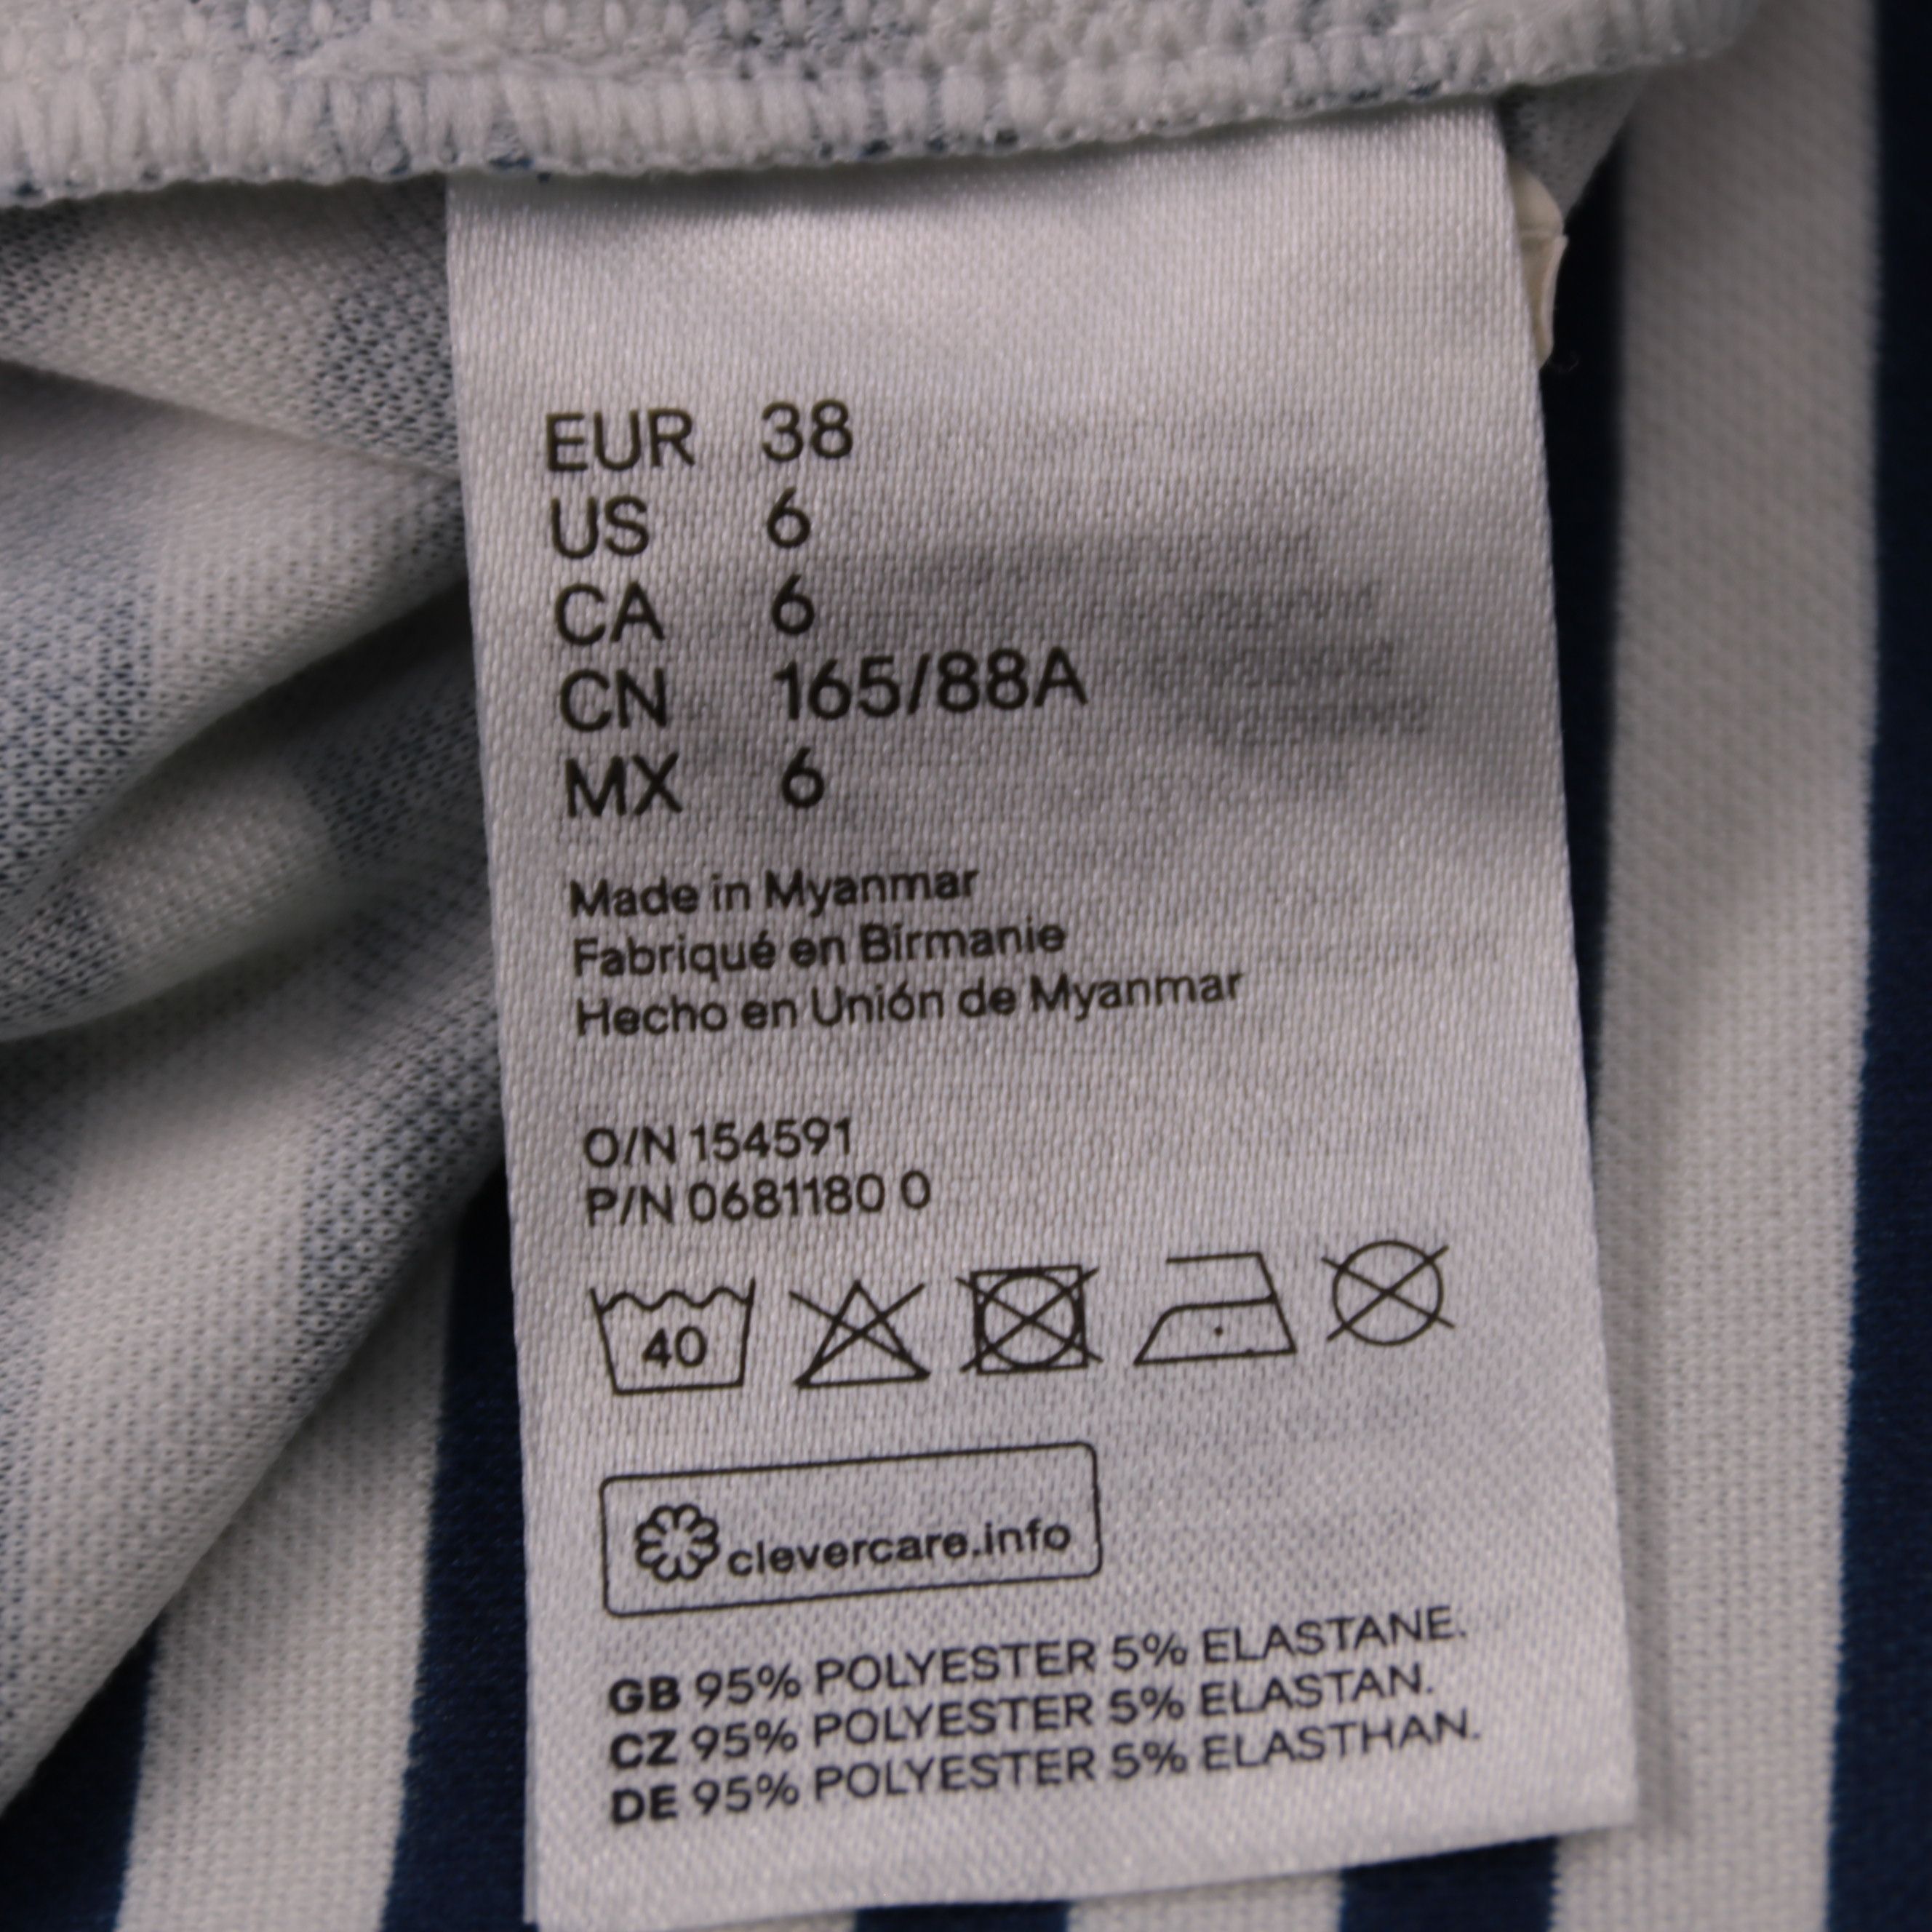 EUR 38
US 6
CA 6
CN 165/88A
MX 6
Made in Myanmar
Fabriqué en Birmanie
Hecho en Unión de Myanmar
O/N 154591
P/N 0681180 0
40
clevercare.info
GB 95% POLYESTER 5% ELASTANE.
CZ 95% POLYESTER 5% ELASTAN.
DE 95% POLYESTER 5% ELASTHAN.